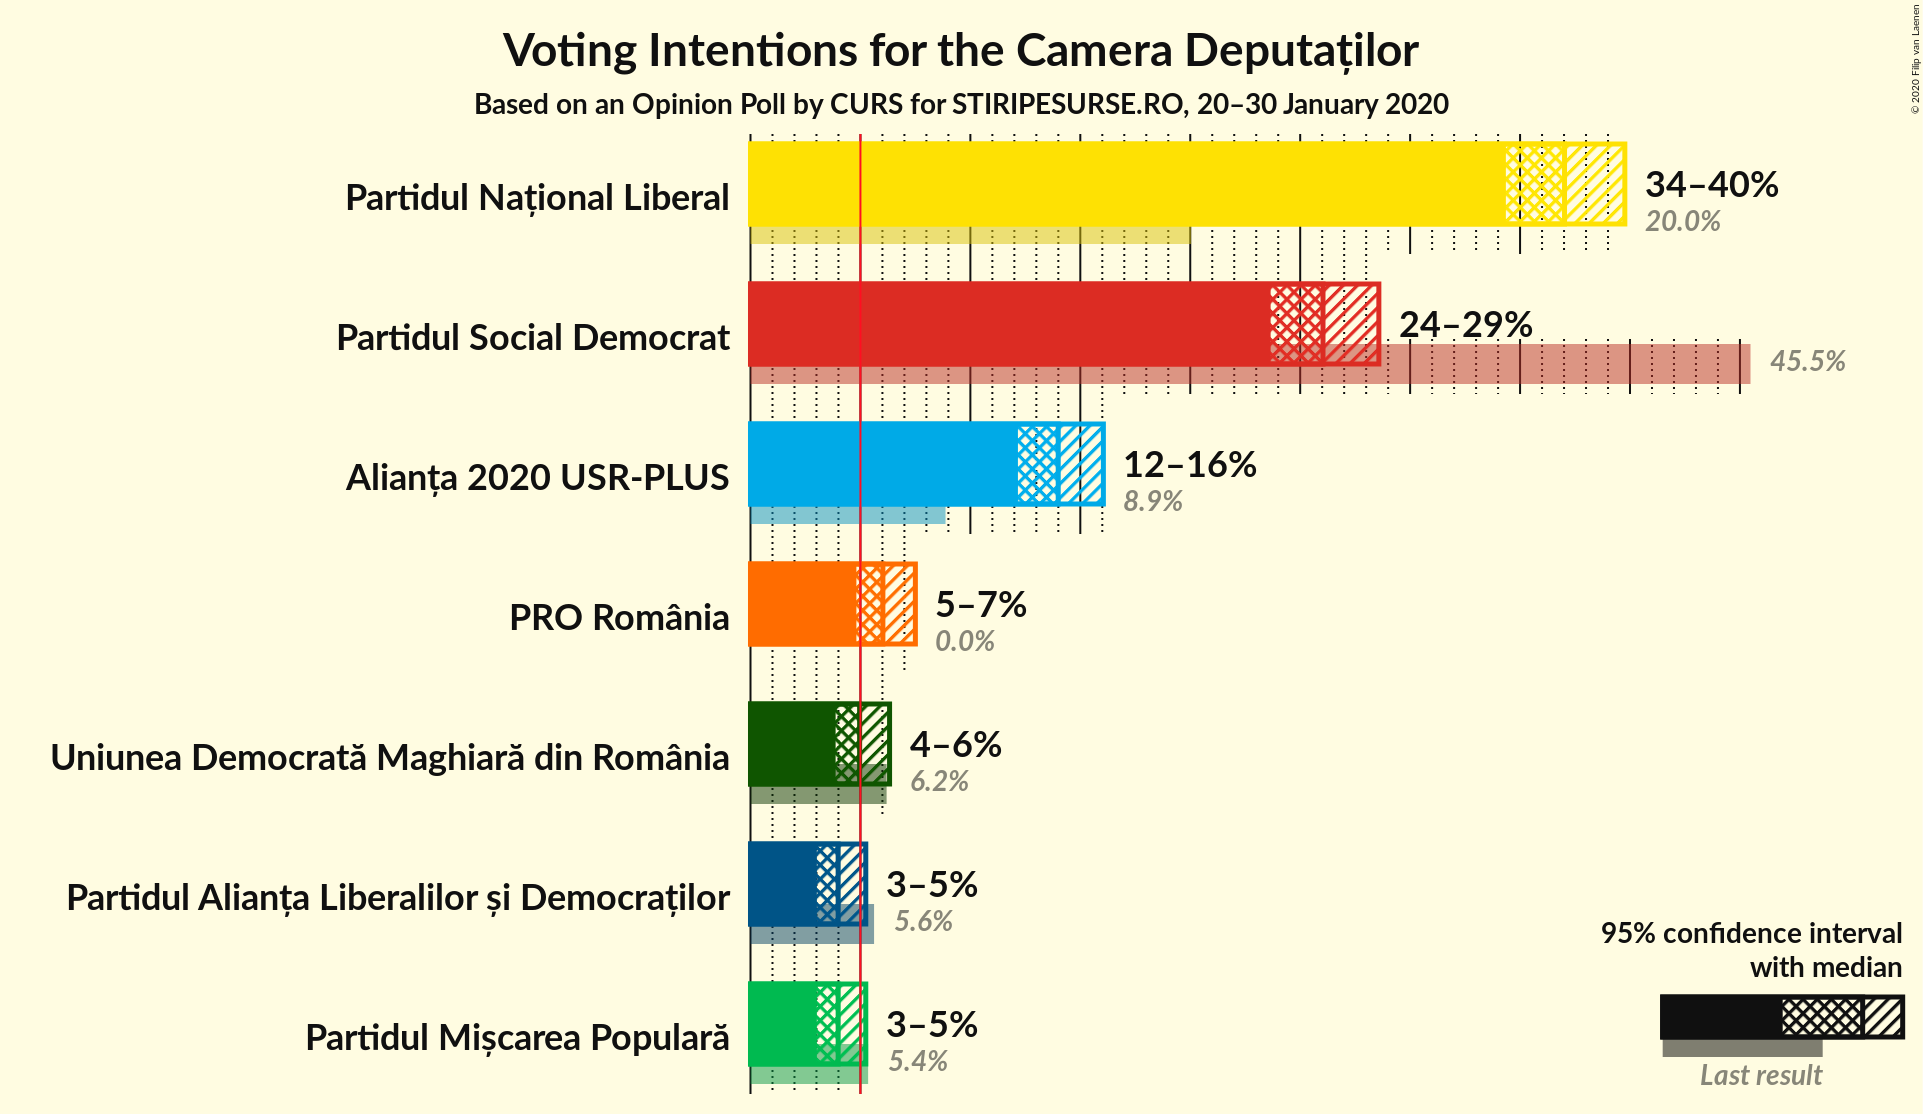 Voting Intentions for the Camera Deputaților
Based on an Opinion Poll by CURS for STIRIPESURSE.RO, 20–30 January 2020
© 2020 Filip van Laenen
Partidul Național Liberal
34–40%
20.0%
Partidul Social Democrat
24–29%
45.5%
Alianța 2020 USR-PLUS
12–16%
8.9%
PRO România
5–7%
0.0%
Uniunea Democrată Maghiară din România
4–6%
6.2%
Partidul Alianța Liberalilor și Democraților
3–5%
5.6%
Partidul Mișcarea Populară
3–5%
5.4%
95% confidence interval
with median
Last result